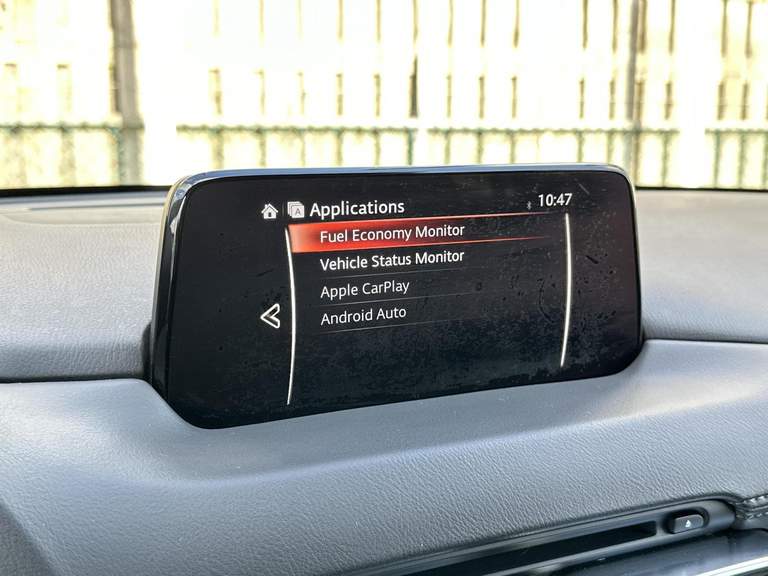 Applications 10:47
Fuel Economy Monitor
Vehicle Status Monitor
Apple CarPlay
Android Auto